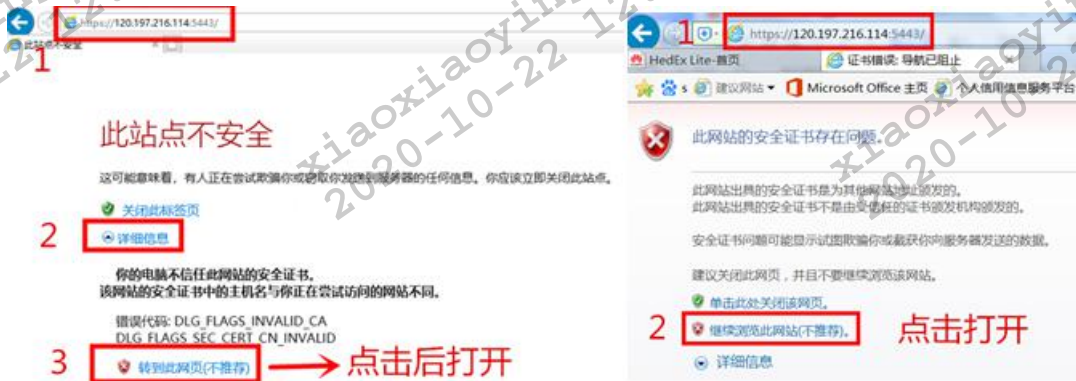 https://120.197.216.114:5443/
此站点不安全
1
此站点不安全
这可能意味着，有人正在尝试欺骗你或窃取你发送到服务器的任何信息。你应该立即关闭此站点。
关闭此标签页
2
详细信息
你的电脑不信任此网站的安全证书。
该网站的安全证书中的主机名与你正在尝试访问的网站不同。
错误代码: DLG_FLAGS_INVALID_CA
DLG_FLAGS_SEC_CERT_CN_INVALID
3
转到此网页(不推荐)
点击后打开
1
https://120.197.216.114:5443/
HedEx Lite-首页
证书错误: 导航已阻止
s
建议网站
Microsoft Office 主页
个人信用信息服务平台
此网站的安全证书存在问题。
此网站出具的安全证书是为其他网站地址颁发的。
此网站出具的安全证书不是由受信任的证书颁发机构颁发的。
安全证书问题可能显示试图欺骗你或截获你向服务器发送的数据。
建议关闭此网页，并且不要继续浏览该网站。
单击此处关闭该网页。
2
继续浏览此网站(不推荐)。
点击打开
详细信息
xiaoxiaoying
2020-10-22
xiaoxiaoying
2020-10-22